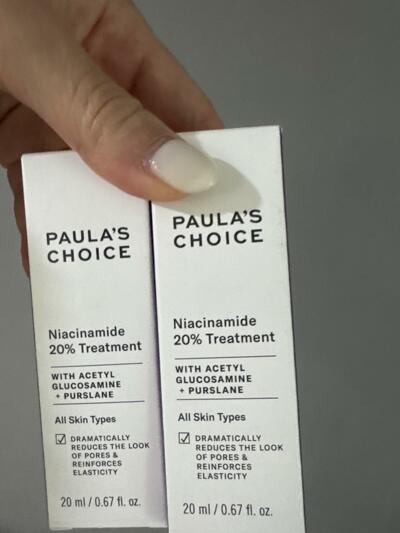 PAULA'S
CHOICE
Niacinamide
20% Treatment
WITH ACETYL
GLUCOSAMINE
+ PURSLANE
All Skin Types
DRAMATICALLY
REDUCES THE LOOK
OF PORES &
REINFORCES
ELASTICITY
20 ml / 0.67 fl. oz.
PAULA'S
CHOICE
Niacinamide
20% Treatment
WITH ACETYL
GLUCOSAMINE
+ PURSLANE
All Skin Types
DRAMATICALLY
REDUCES THE LOOK
OF PORES &
REINFORCES
ELASTICITY
20 ml / 0.67 fl. oz.